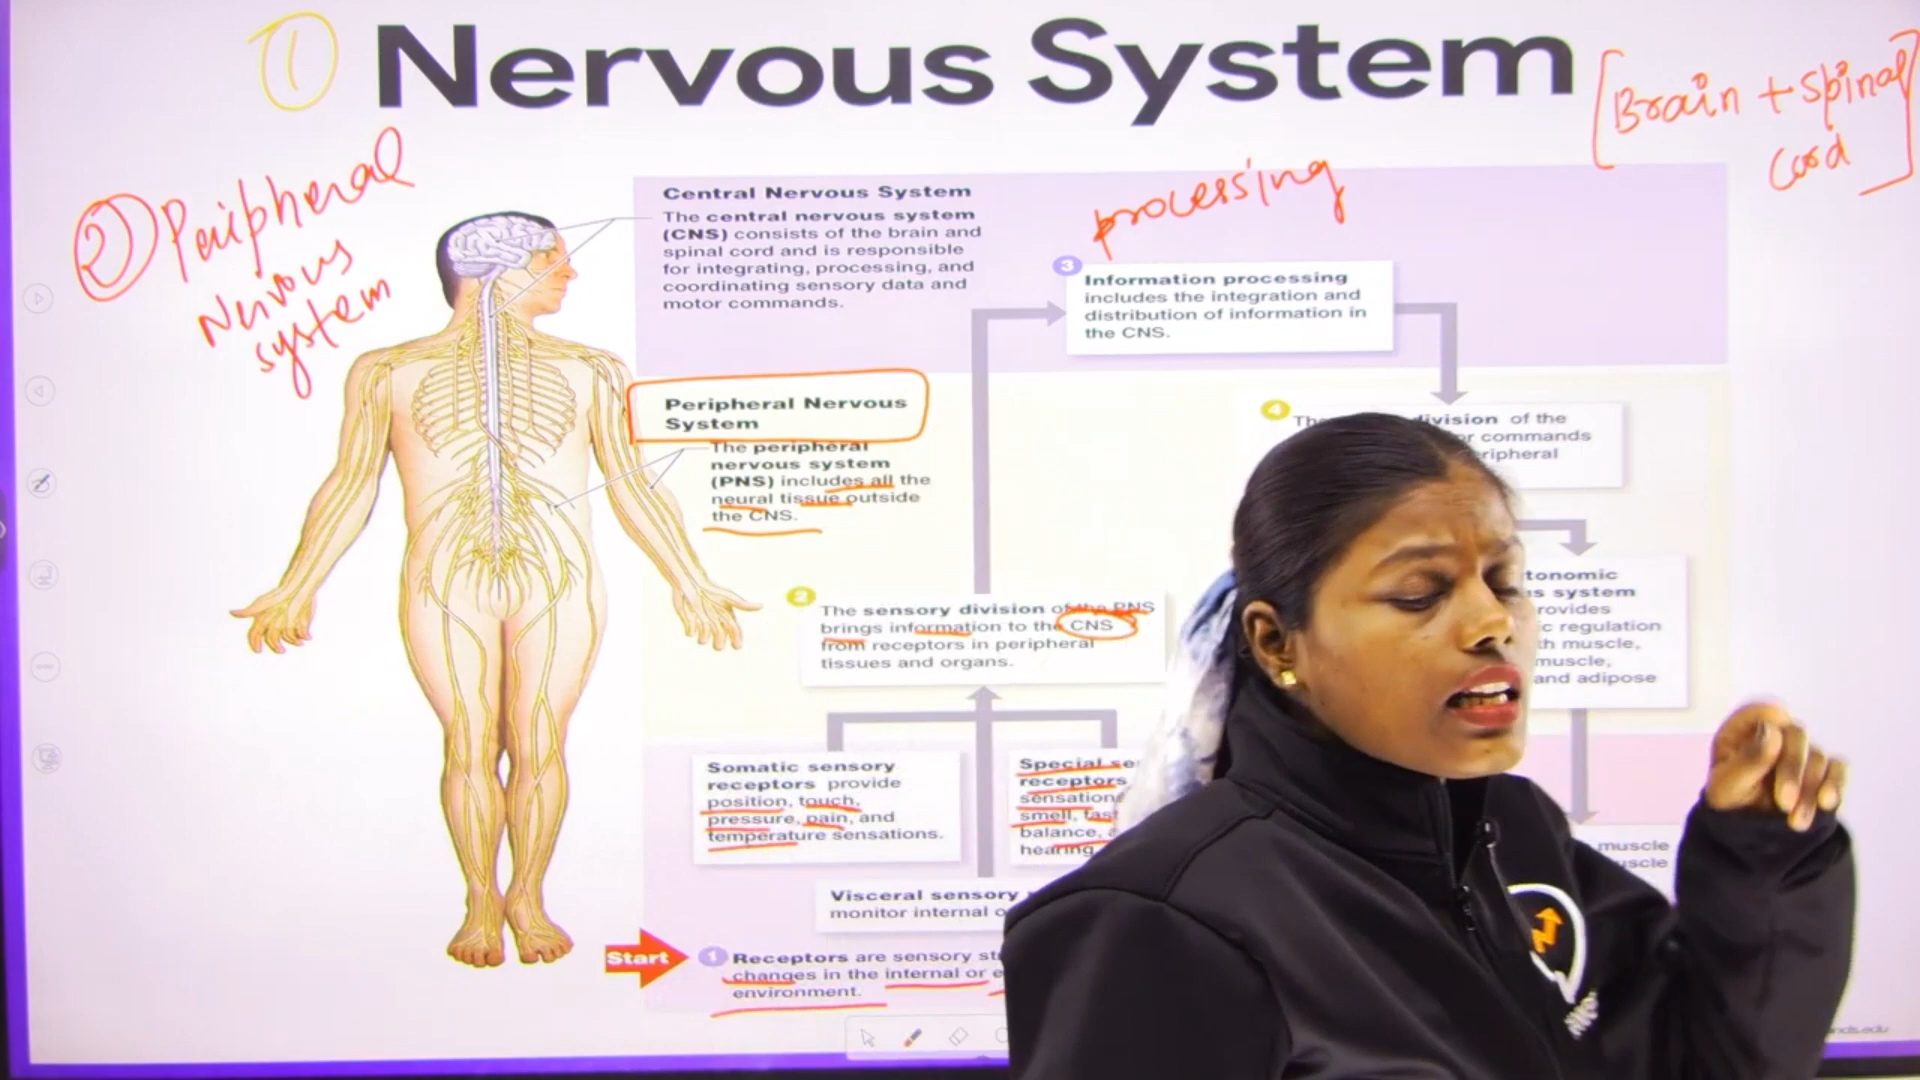 ① Nervous System
[Brain + Spinal
Cord]
② Peripheral
Nervous
system
processing
Central Nervous System
The central nervous system
(CNS) consists of the brain and
spinal cord and is responsible
for integrating, processing, and
coordinating sensory data and
motor commands.
3
Information processing
includes the integration and
distribution of information in
the CNS.
Peripheral Nervous
System
The peripheral
nervous system
(PNS) includes all the
neural tissue outside
the CNS.
4
division of the
commands
2
The sensory division of the PNS
brings information to the CNS
from receptors in peripheral
tissues and organs.
system
regulation
muscle,
muscle,
and adipose
Somatic sensory
receptors provide
position, touch,
pressure, pain, and
temperature sensations.
Special
receptors
smell,
balance,
hearing
muscle
Visceral sensory
monitor internal
Start
1
Receptors are sensory
changes in the internal or
environment.